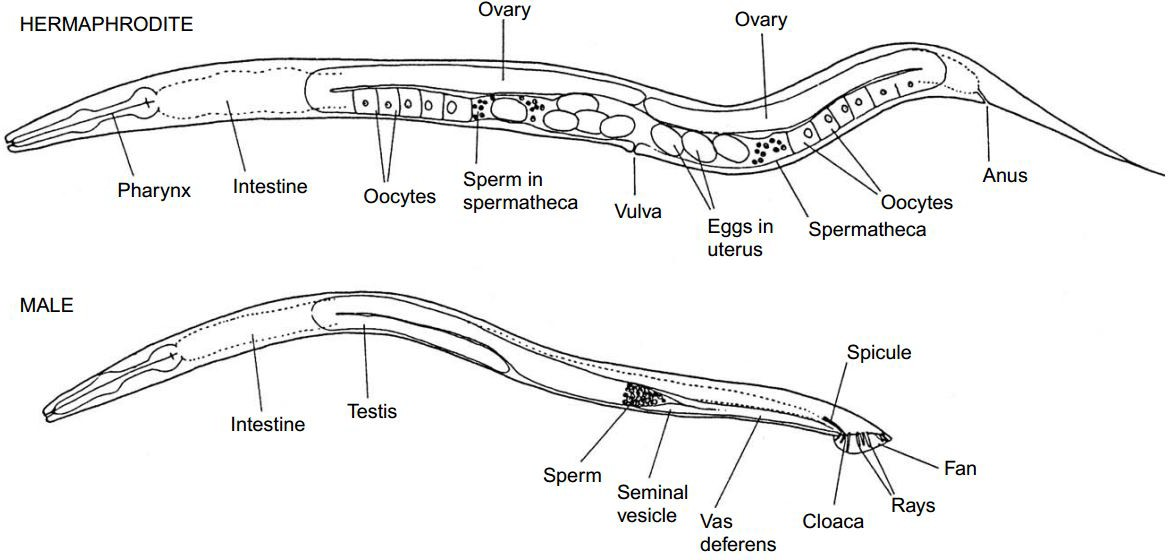 HERMAPHRODITE
Ovary
Ovary
Pharynx
Intestine
Oocytes
Sperm in
spermatheca
Vulva
Eggs in
uterus
Spermatheca
Oocytes
Anus
MALE
Intestine
Testis
Sperm
Seminal
vesicle
Vas
deferens
Spicule
Cloaca
Rays
Fan